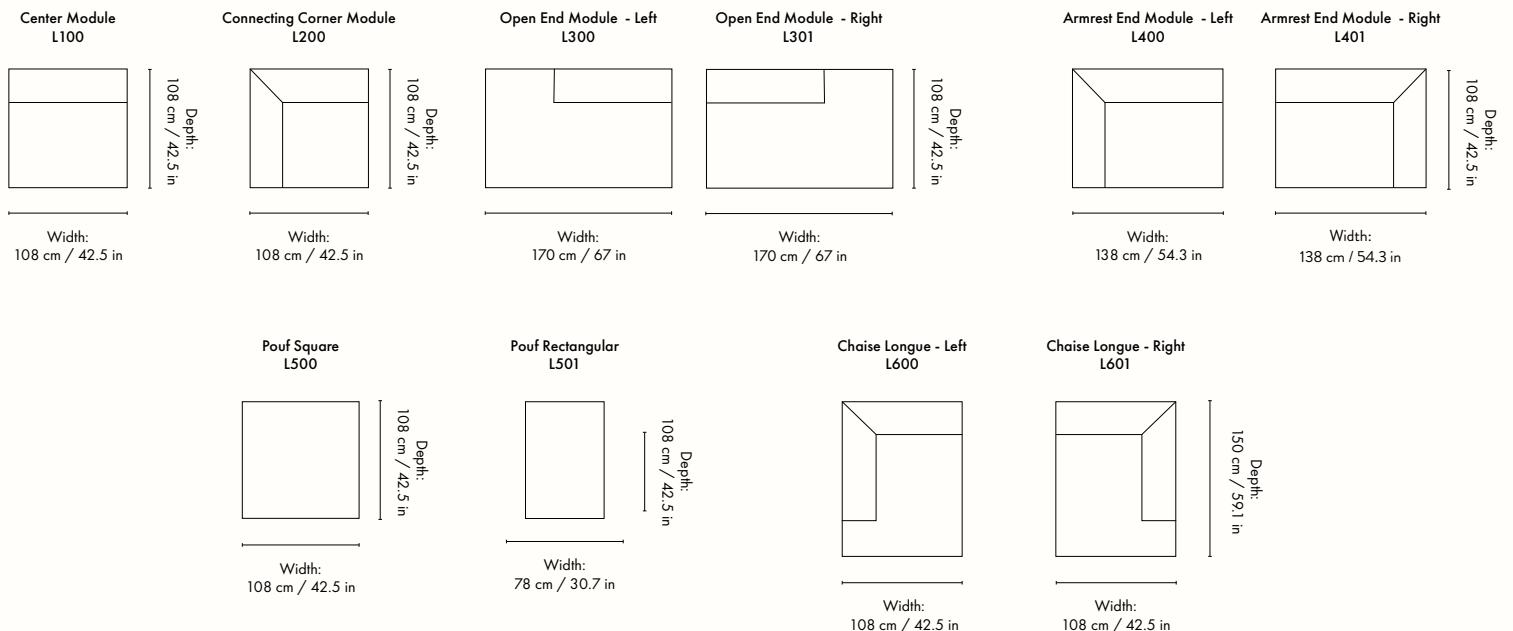 Center Module
L100
Depth:
108 cm / 42.5 in
Width:
108 cm / 42.5 in
Connecting Corner Module
L200
Depth:
108 cm / 42.5 in
Width:
108 cm / 42.5 in
Open End Module - Left
L300
Width:
170 cm / 67 in
Open End Module - Right
L301
Depth:
108 cm / 42.5 in
Width:
170 cm / 67 in
Armrest End Module - Left
L400
Width:
138 cm / 54.3 in
Armrest End Module - Right
L401
Depth:
108 cm / 42.5 in
Width:
138 cm / 54.3 in
Pouf Square
L500
Depth:
108 cm / 42.5 in
Width:
108 cm / 42.5 in
Pouf Rectangular
L501
Depth:
108 cm / 42.5 in
Width:
78 cm / 30.7 in
Chaise Longue - Left
L600
Width:
108 cm / 42.5 in
Chaise Longue - Right
L601
Depth:
150 cm / 59.1 in
Width:
108 cm / 42.5 in